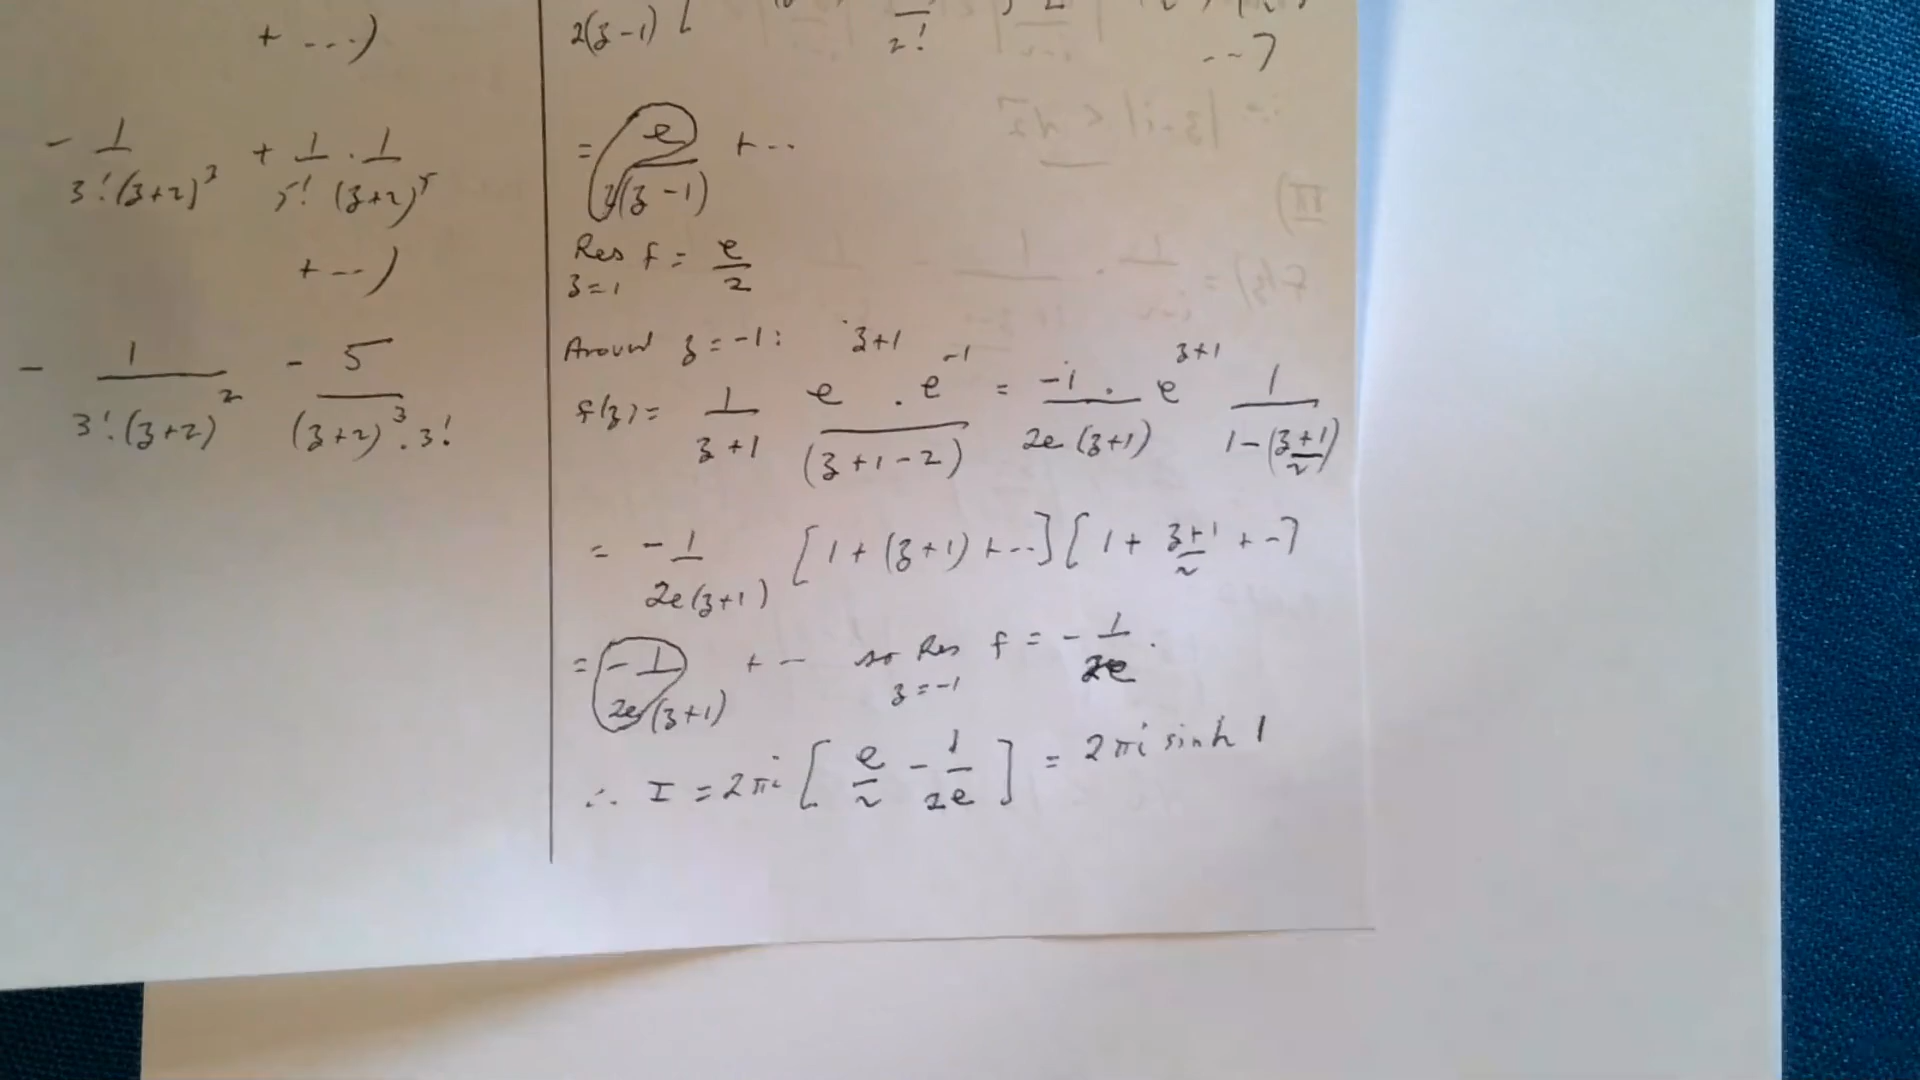 + ...)
- 1/(3!(z+2)^3) + 1/5! . 1/(z+2)^5
+ ...)
- 1/(3!.(z+2)^2) - 5/((z+2)^3.3!)
2(z-1) [ 2! ..]
= e/(2(z-1)) + ...
Res f = e/2
z=1
Around z = -1:
f(z) = 1/(z+1) e^(z+1) . e^-1/(z+1-2) = -1/(2e(z+1)) . e^(z+1) 1/(1-(z+1)/2)
= -1/(2e(z+1)) [1 + (z+1) + ...][1 + (z+1)/2 + ..]
= -1/(2e(z+1)) + .. so Res f = - 1/2e.
z=-1
∴ I = 2πi [ e/2 - 1/2e ] = 2πi sinh 1